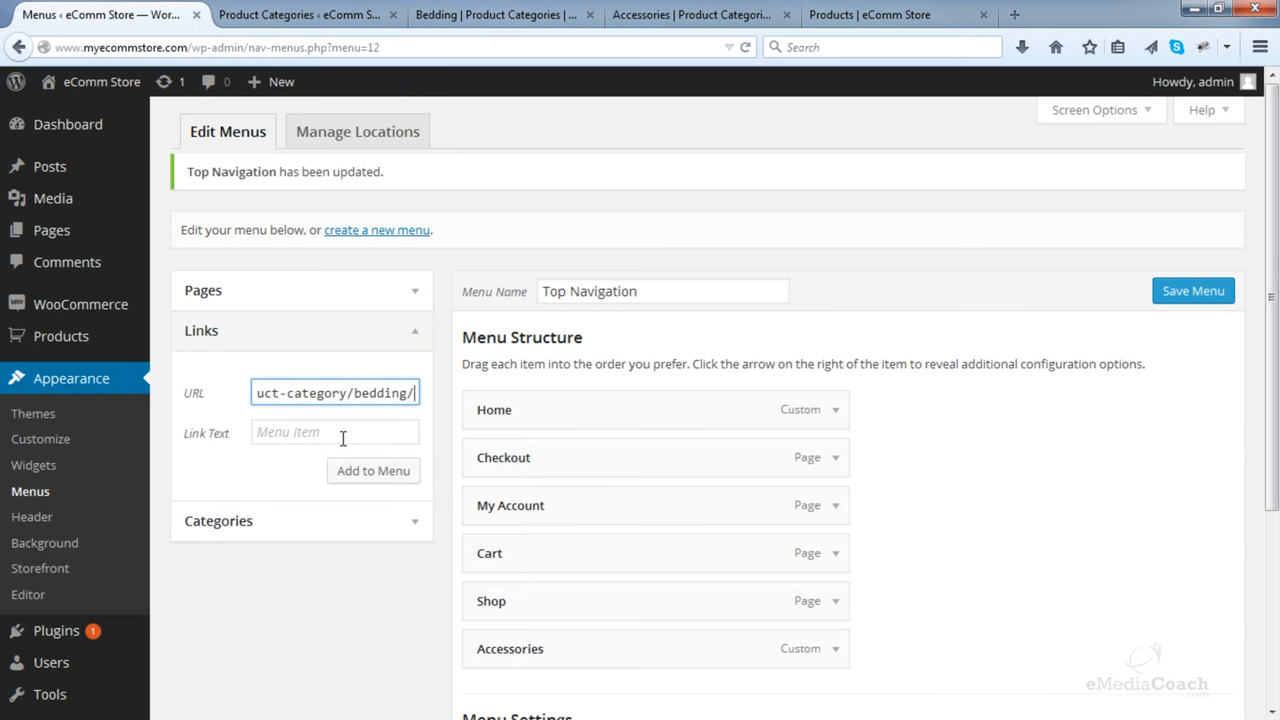 Menus ‹ eComm Store — Wor...
Product Categories ‹ eComm S...
Bedding | Product Categories | ...
Accessories | Product Categori...
Products | eComm Store
www.myecommstore.com/wp-admin/nav-menus.php?menu=12
Search
eComm Store
1
0
New
Howdy, admin
Dashboard
Posts
Media
Pages
Comments
WooCommerce
Products
Appearance
Themes
Customize
Widgets
Menus
Header
Background
Storefront
Editor
Plugins 1
Users
Tools
Screen Options
Help
Edit Menus
Manage Locations
Top Navigation has been updated.
Edit your menu below, or create a new menu.
Pages
Links
URL
uct-category/bedding/
Link Text
Menu Item
Add to Menu
Categories
Menu Name
Top Navigation
Save Menu
Menu Structure
Drag each item into the order you prefer. Click the arrow on the right of the item to reveal additional configuration options.
Home Custom
Checkout Page
My Account Page
Cart Page
Shop Page
Accessories Custom
Menu Settings
eMediaCoach